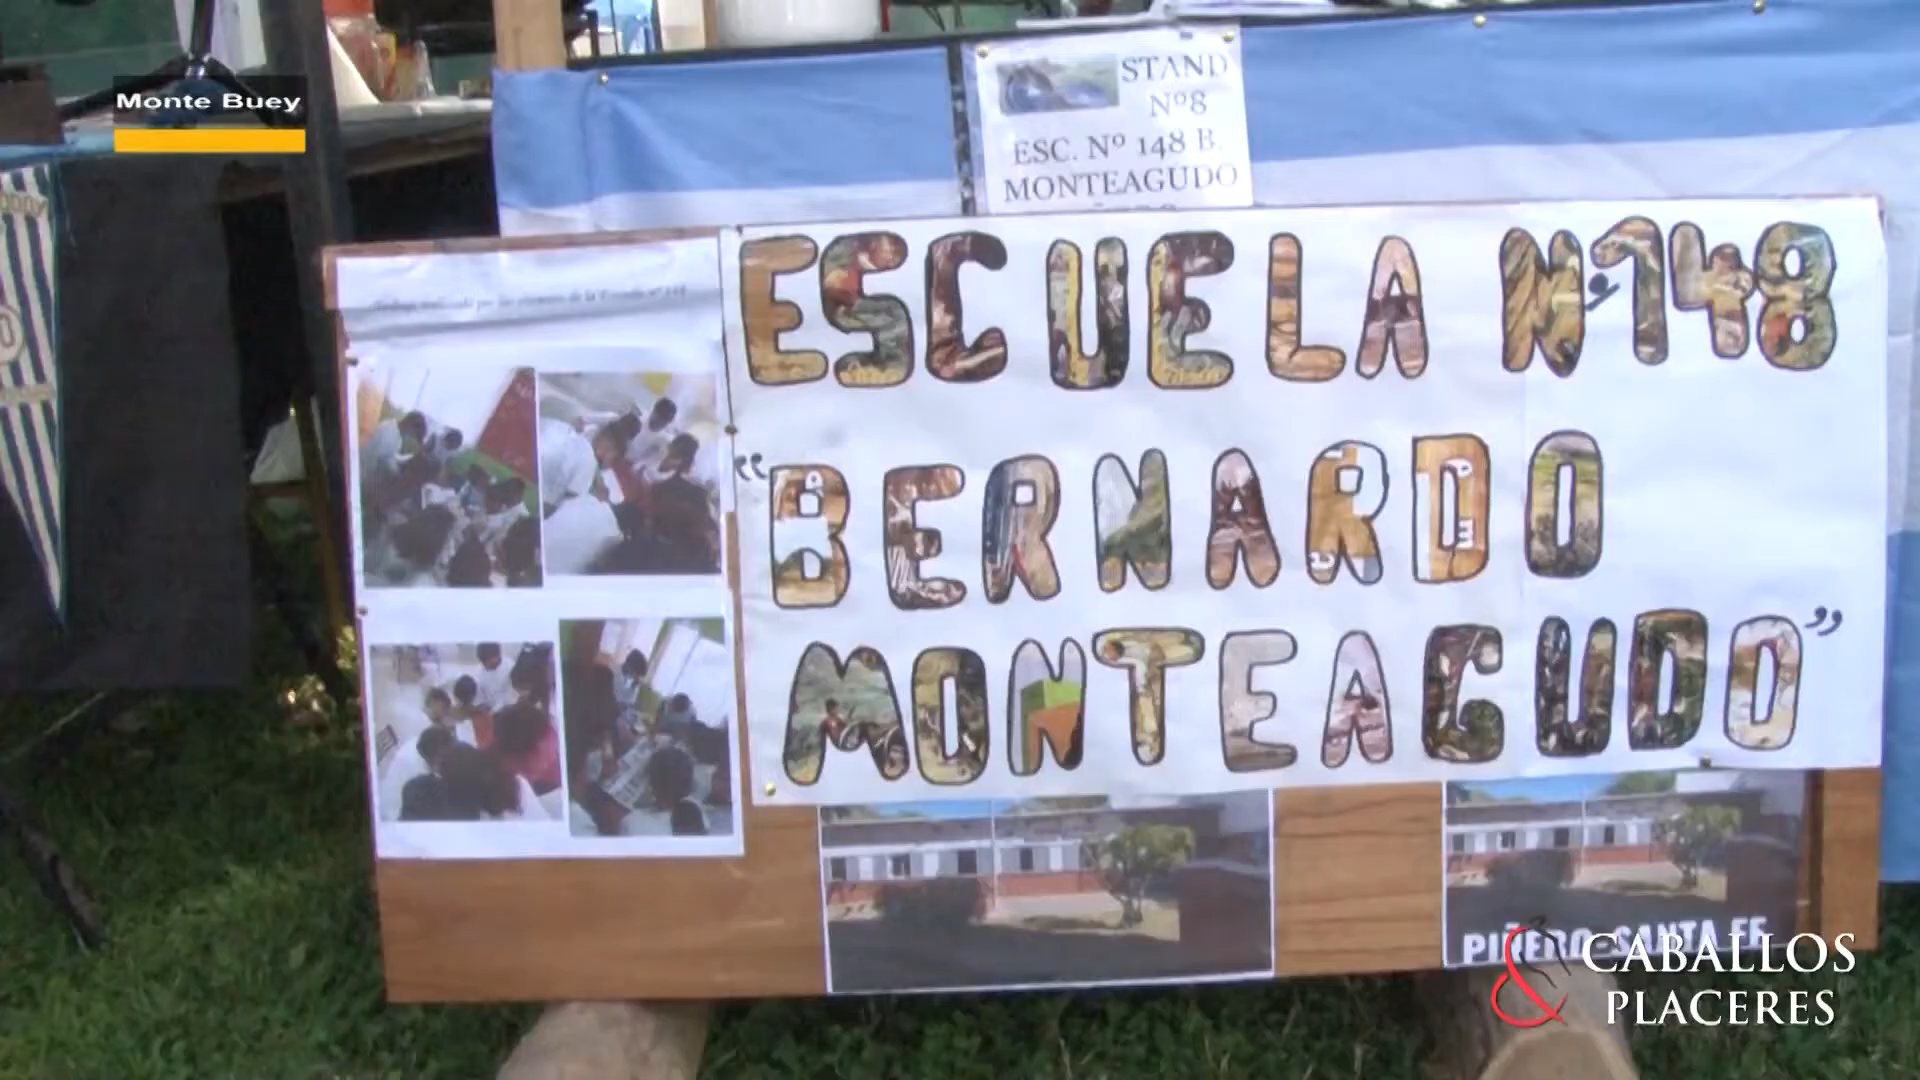 Monte Buey
STAND
Nº8
ESC. Nº 148 B.
MONTEAGUDO
ESCUELA Nº148
“BERNARDO
MONTEAGUDO”
PIÑERO-SANTA FE
CABALLOS
& PLACERES